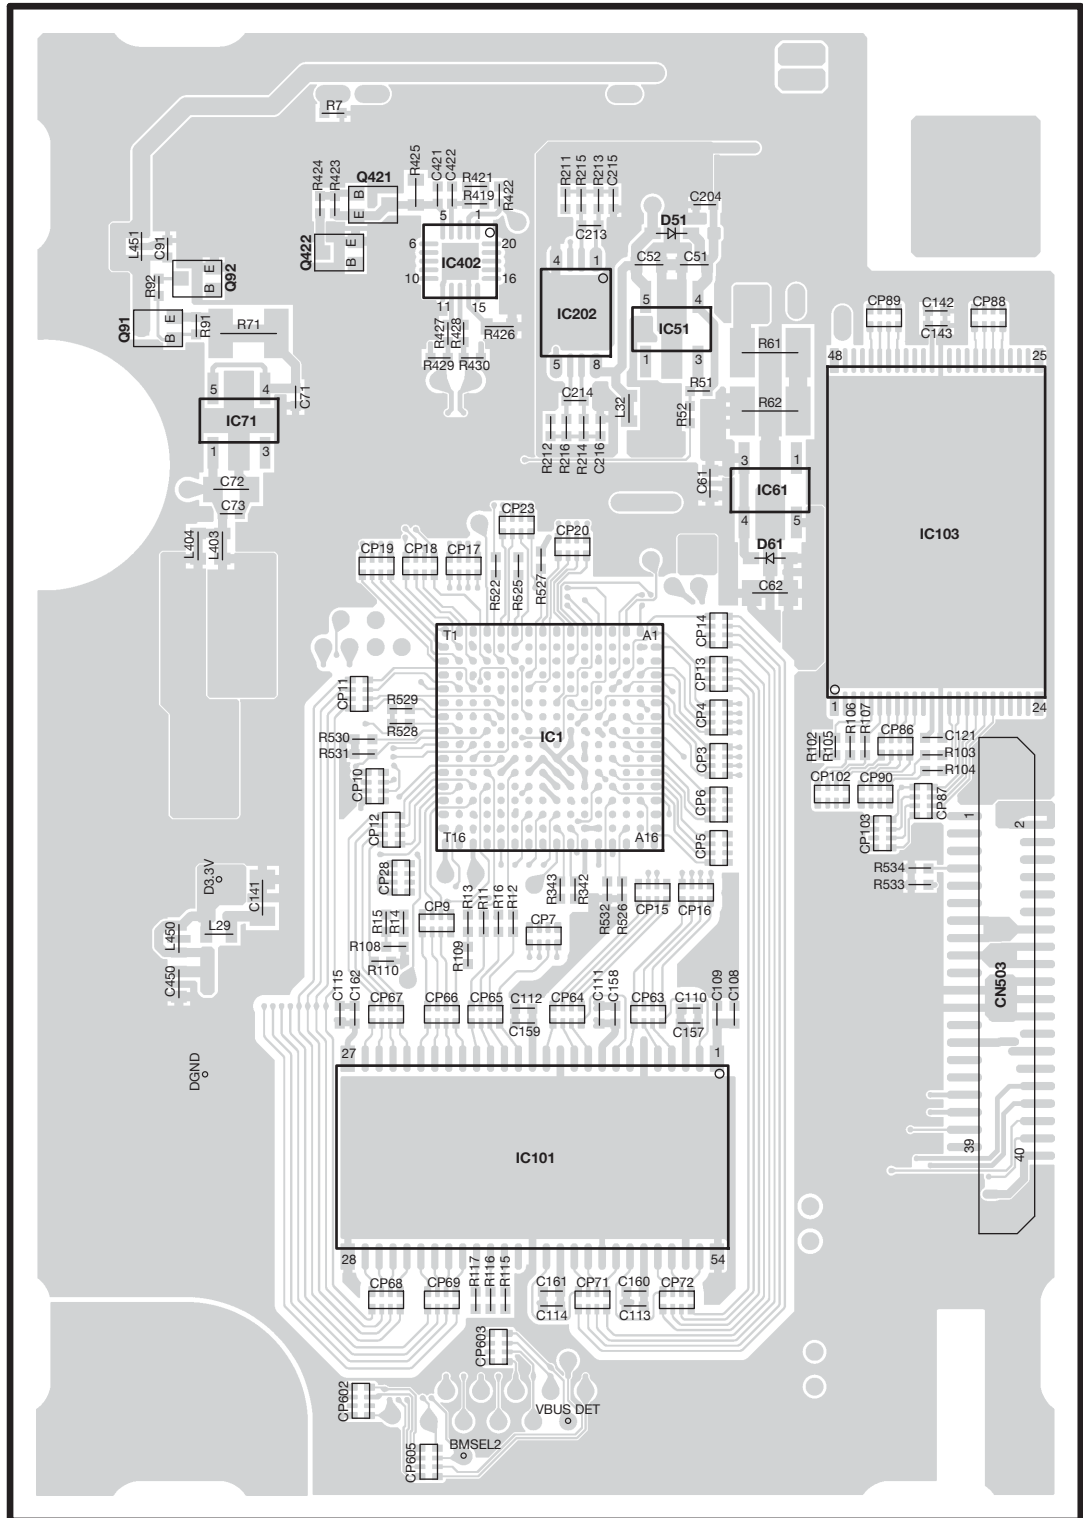 R7
R424
R423
Q421
B
E
R425
C421
C422
R421
R419
R422
5
1
R211
R215
R213
C215
C204
D51
L451
C91
R92
E
B
Q92
Q422
E
B
6
20
IC402
10
16
11
15
C213
4
1
C52
C51
Q91
E
B
R91
R71
R427
R428
R426
R429
R430
IC202
5
8
5
4
IC51
1
3
R61
CP89
C142
C143
CP88
48
25
5
4
C71
IC71
1
3
C214
L32
R51
R52
R62
R212
R216
R214
C216
C61
3
1
IC61
4
5
C72
C73
L404
L403
CP23
CP20
CP19
CP18
CP17
R522
R525
R527
D61
C62
IC103
T1
A1
CP14
CP13
CP11
R529
R528
CP4
R530
R531
IC1
CP3
CP10
CP6
CP12
T16
A16
CP5
1
24
R102
R105
R106
R107
CP86
C121
R103
R104
CP102
CP90
CP87
CP103
1
2
R534
R533
D3.3V
C141
CP28
L450
L29
R15
R14
CP9
R13
R11
R16
R12
R343
R342
R532
R526
CP15
CP16
CP7
R108
R109
R110
C450
C115
C162
CP67
CP66
CP65
C112
C159
CP64
C111
C158
CP63
C110
C157
C109
C108
CN503
DGND
27
1
IC101
39
40
28
54
CP68
CP69
R117
R116
R115
C161
C114
CP71
C160
C113
CP72
CP603
CP602
VBUS DET
BMSEL2
CP605